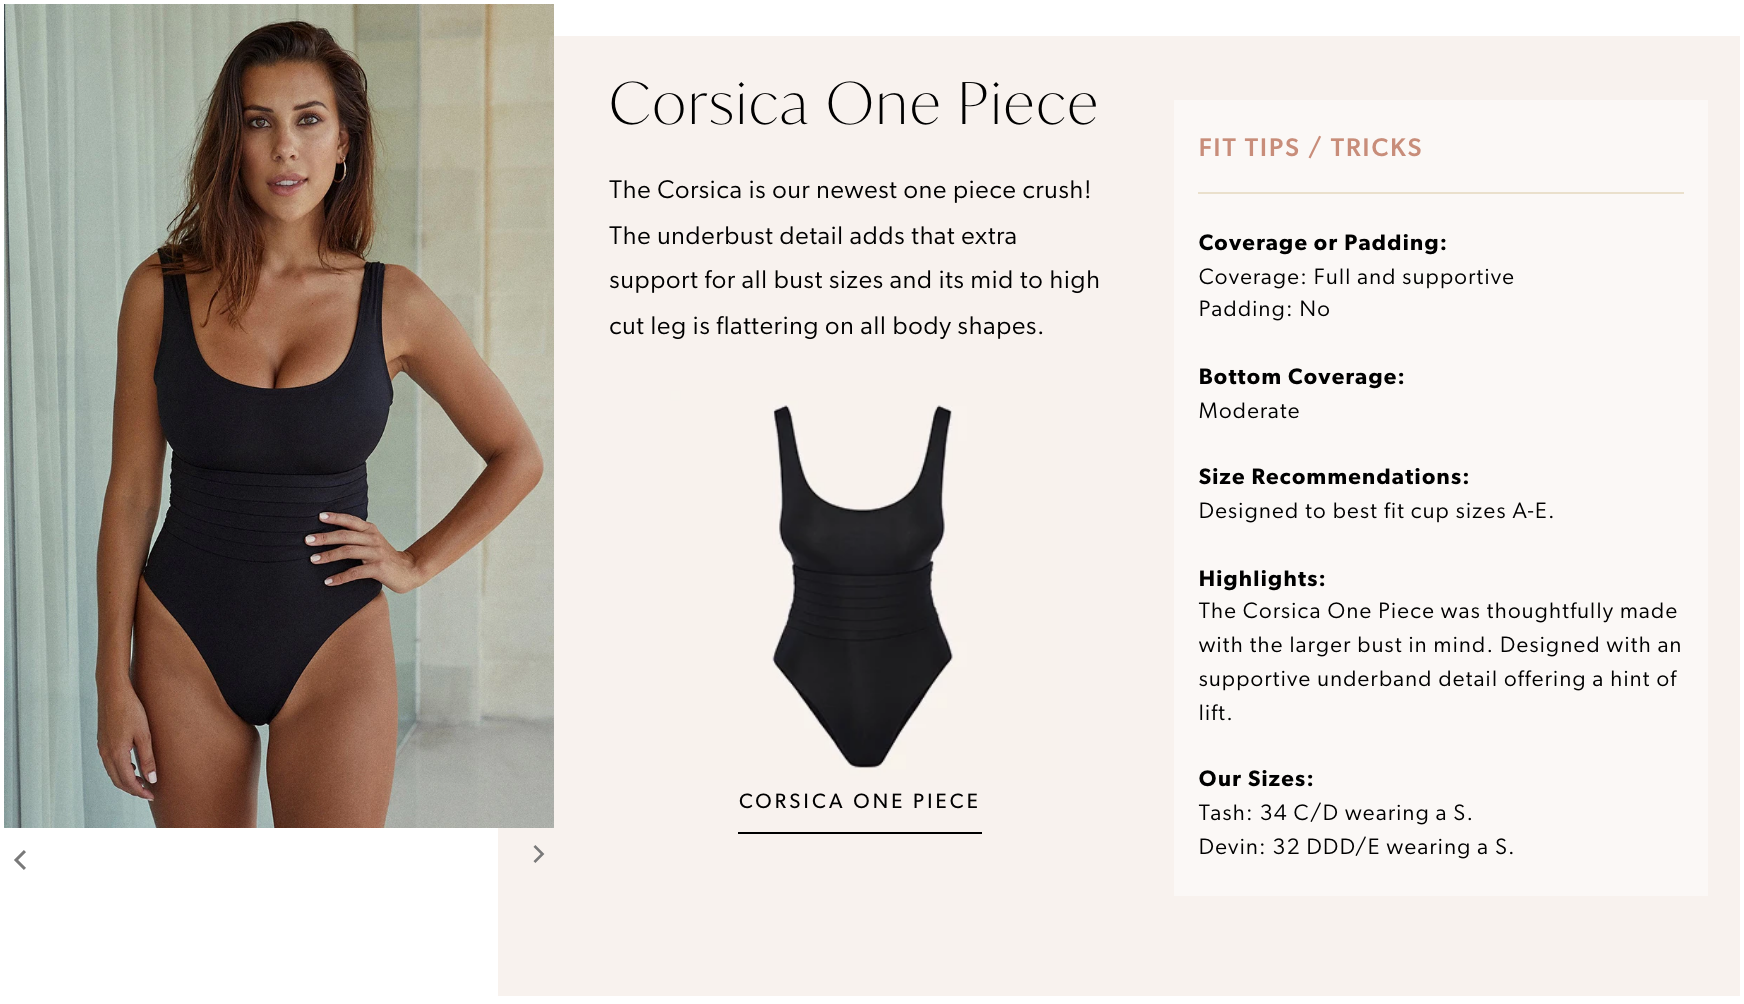 Corsica One Piece
The Corsica is our newest one piece crush!
The underbust detail adds that extra
support for all bust sizes and its mid to high
cut leg is flattering on all body shapes.
CORSICA ONE PIECE
FIT TIPS / TRICKS
Coverage or Padding:
Coverage: Full and supportive
Padding: No
Bottom Coverage:
Moderate
Size Recommendations:
Designed to best fit cup sizes A-E.
Highlights:
The Corsica One Piece was thoughtfully made
with the larger bust in mind. Designed with an
supportive underband detail offering a hint of
lift.
Our Sizes:
Tash: 34 C/D wearing a S.
Devin: 32 DDD/E wearing a S.